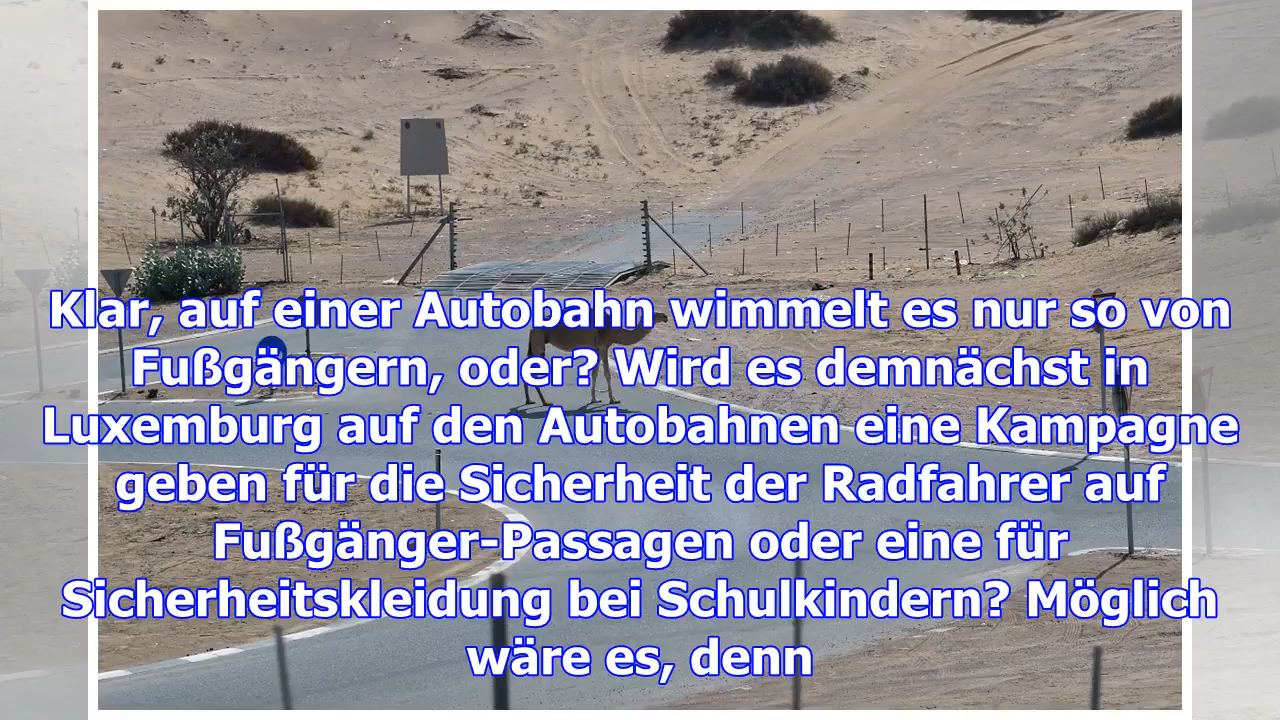 Klar, auf einer Autobahn wimmelt es nur so von
Fußgängern, oder? Wird es demnächst in
Luxemburg auf den Autobahnen eine Kampagne
geben für die Sicherheit der Radfahrer auf
Fußgänger-Passagen oder eine für
Sicherheitskleidung bei Schulkindern? Möglich
wäre es, denn